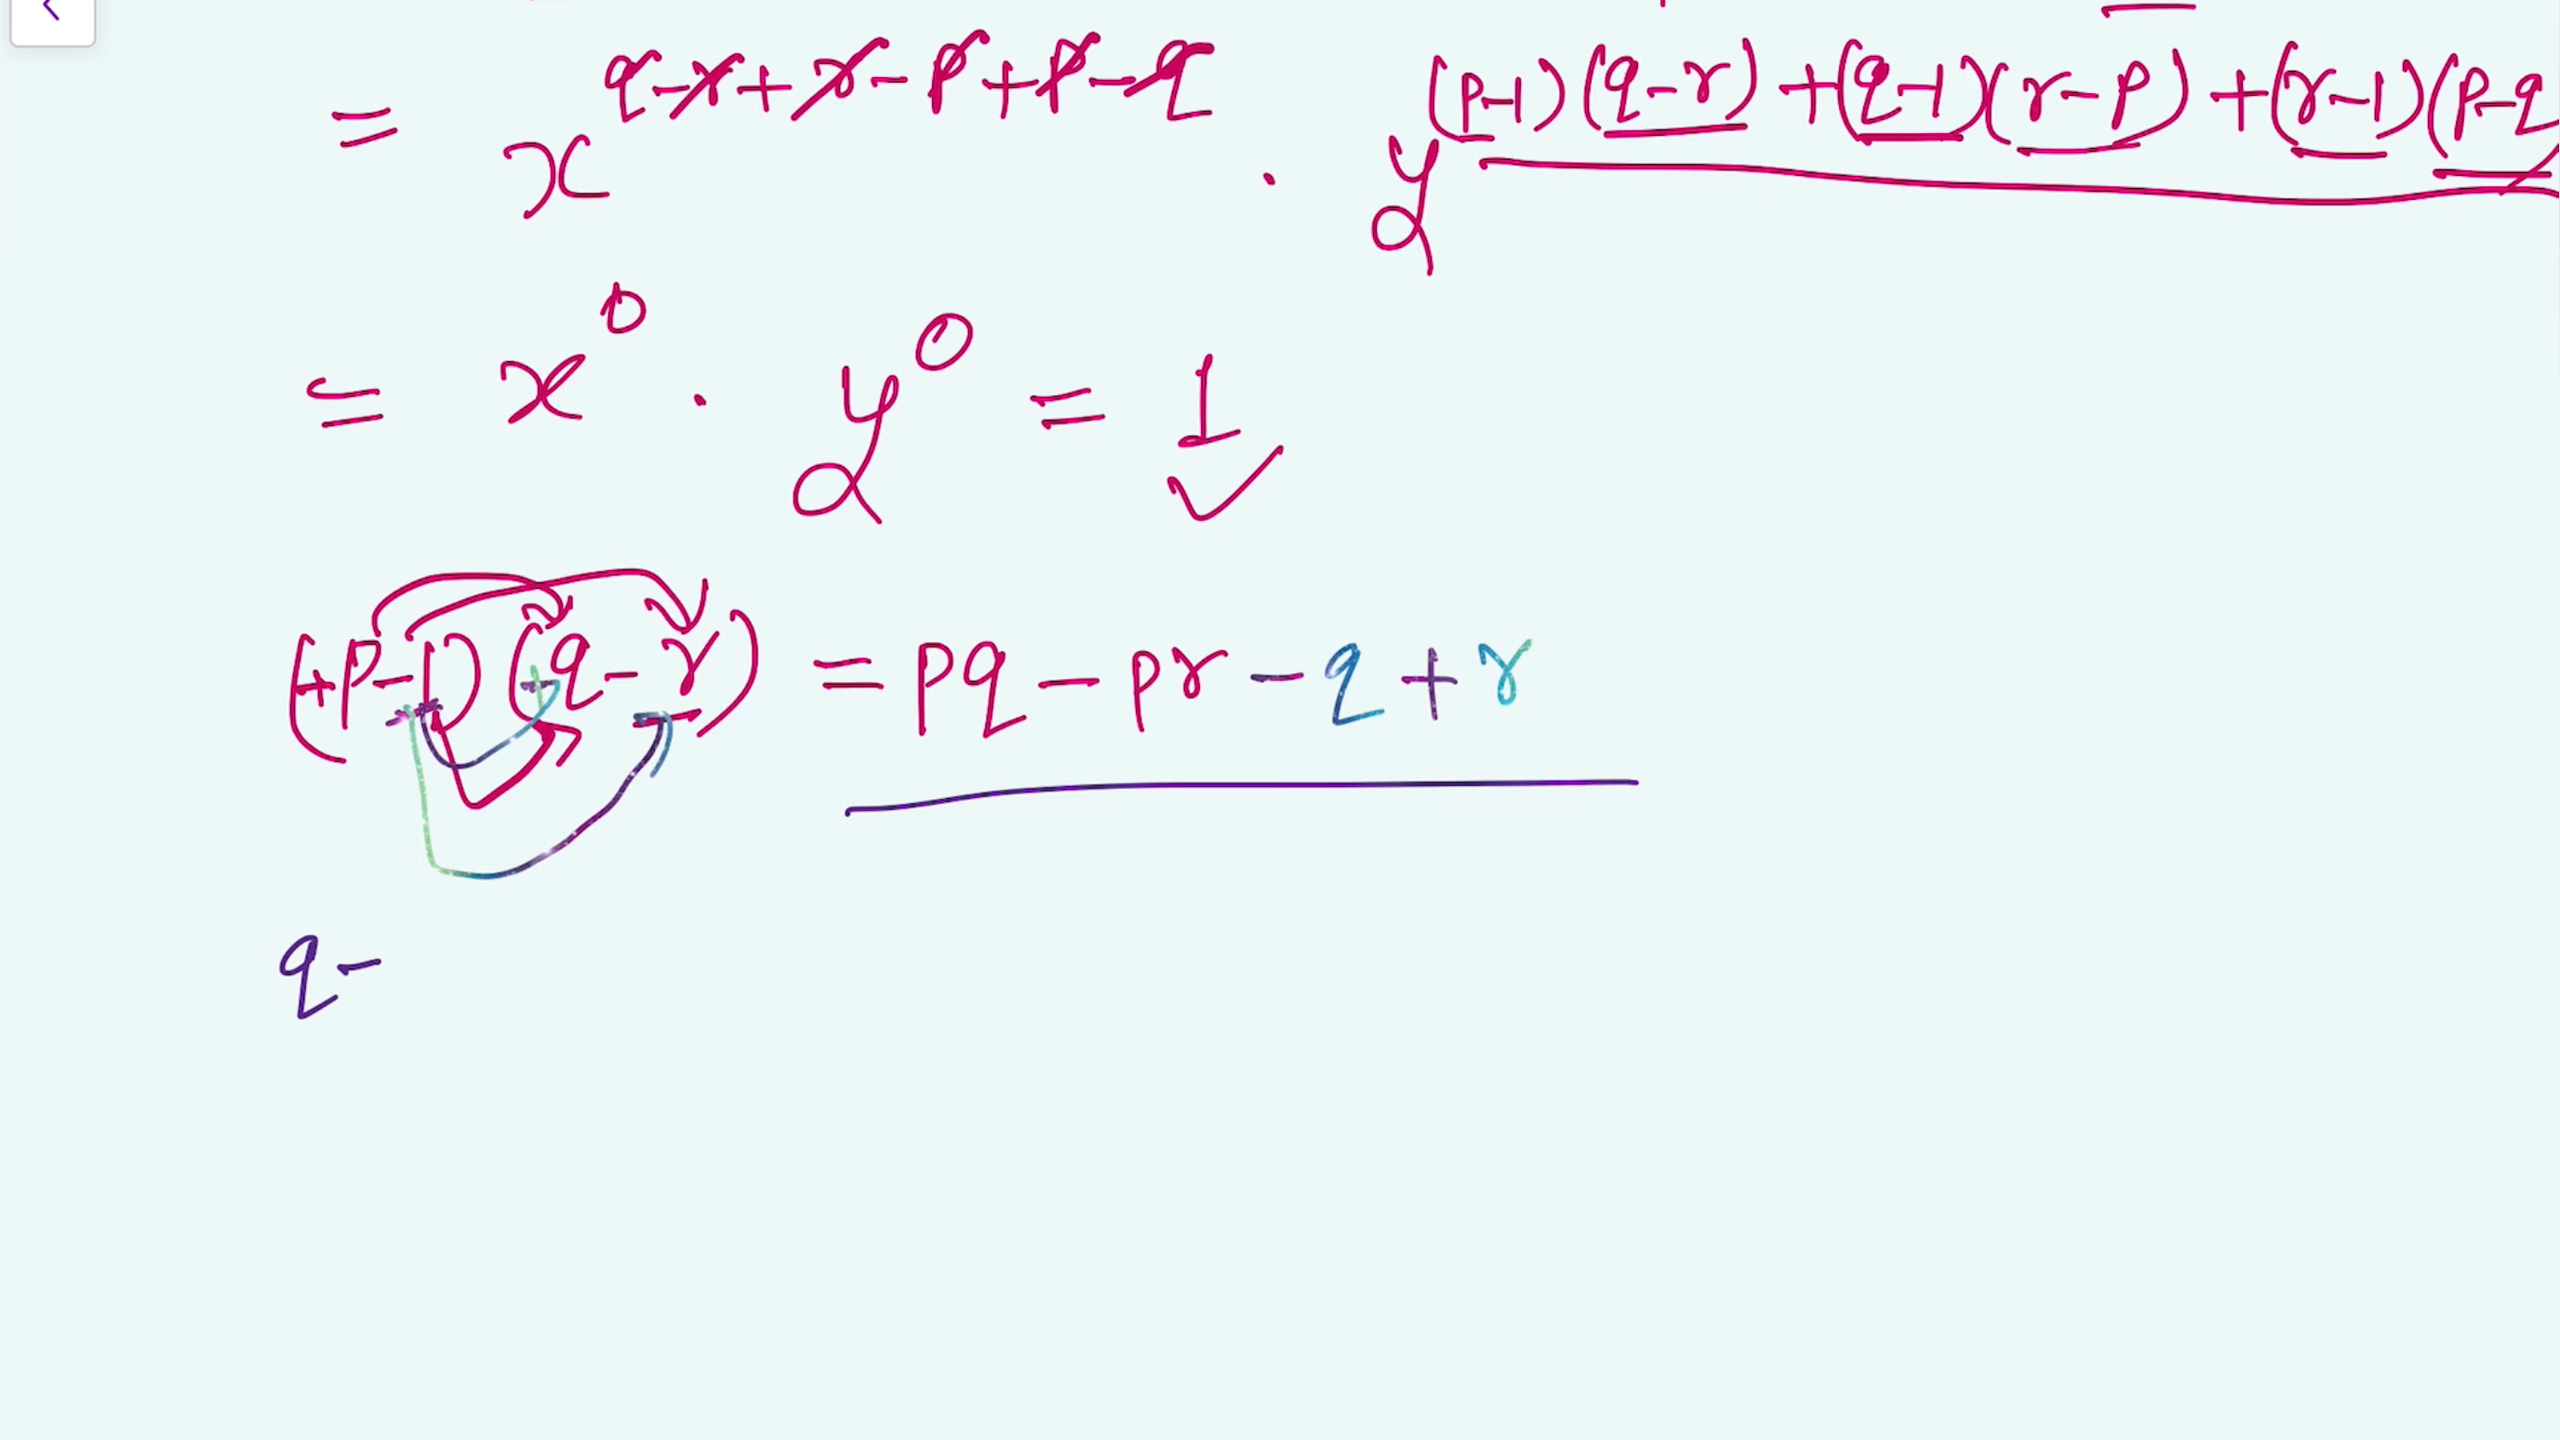 = x^{q-r+r-p+p-q} . y^{(p-1)(q-r)+(q-1)(r-p)+(r-1)(p-q}
= x^0 . y^0 = 1
(+p-1)(+q-r) = pq - pr - q + r
q-